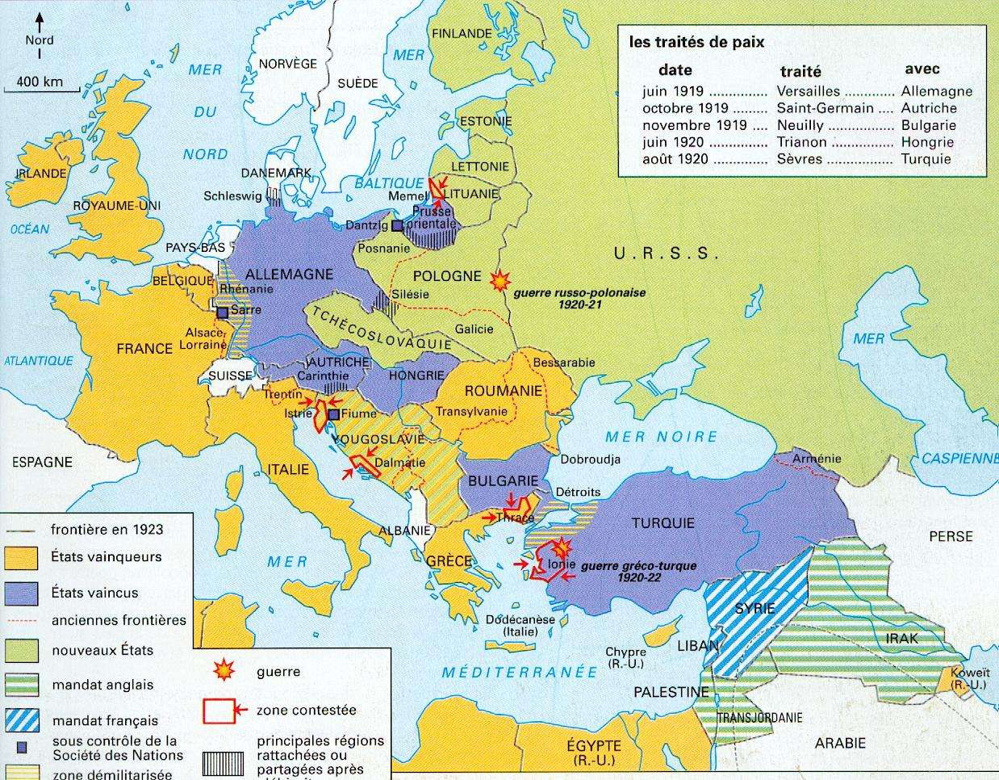 Nord
400 km
les traités de paix
date traité avec
juin 1919 .............. Versailles ........... Allemagne
octobre 1919 ........ Saint-Germain .... Autriche
novembre 1919 .... Neuilly ................ Bulgarie
juin 1920 .............. Trianon ............... Hongrie
août 1920 ............. Sèvres ................ Turquie
FINLANDE
MER
NORVÈGE
MER
SUÈDE
DU
ESTONIE
NORD
LETTONIE
IRLANDE
DANEMARK
BALTIQUE
Schleswig
Memel
LITUANIE
ROYAUME-UNI
Prusse
orientale
OCÉAN
Dantzig
PAYS-BAS
Posnanie
U.R.S.S.
ALLEMAGNE
POLOGNE
BELGIQUE
Rhénanie
guerre russo-polonaise
1920-21
Silésie
Sarre
TCHÉCOSLOVAQUIE
Galicie
Alsace
Lorraine
MER
FRANCE
ATLANTIQUE
AUTRICHE
Bessarabie
SUISSE
Carinthie
HONGRIE
Trentin
ROUMANIE
Istrie
Fiume
Transylvanie
YOUGOSLAVIE
MER NOIRE
ESPAGNE
ITALIE
Dalmatie
Dobroudja
Arménie
CASPIENNE
BULGARIE
Détroits
Thrace
TURQUIE
ALBANIE
PERSE
MER
GRÈCE
Ionie
guerre gréco-turque
1920-22
SYRIE
Dodécanèse
(Italie)
Chypre
(R.-U.)
LIBAN
IRAK
MÉDITERRANÉE
Koweït
(R.-U.)
PALESTINE
TRANSJORDANIE
ÉGYPTE
(R.-U.)
ARABIE
frontière en 1923
États vainqueurs
États vaincus
anciennes frontières
nouveaux États
mandat anglais
mandat français
sous contrôle de la
Société des Nations
zone démilitarisée
guerre
zone contestée
principales régions
rattachées ou
partagées après